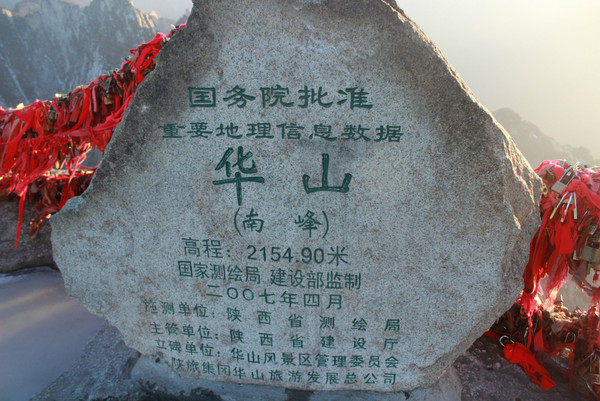 国务院批准
重要地理信息数据
华山
(南峰)
高程：2154.90米
国家测绘局 建设部监制
二〇〇七年四月
检测单位：陕西省测绘局
主管单位：陕西省建设厅
立碑单位：华山风景区管理委员会
陕旅集团华山旅游发展总公司